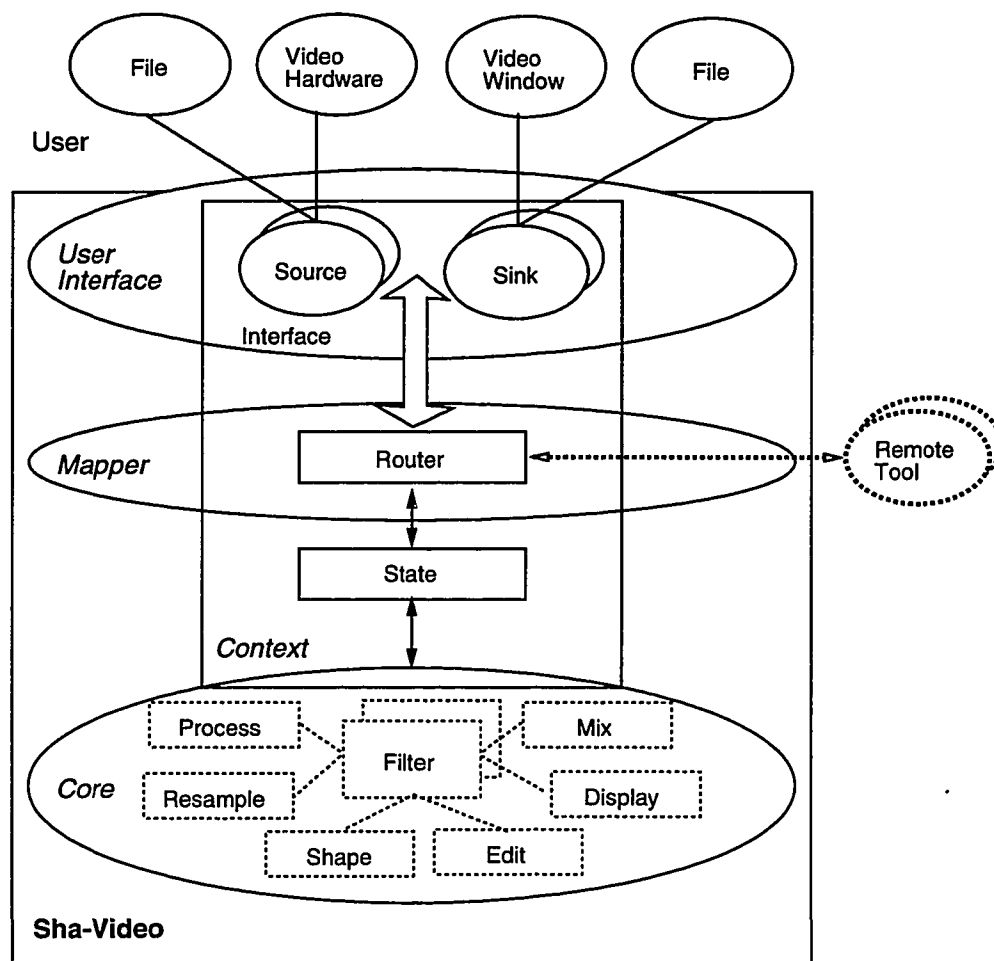 File
Video
Hardware
Video
Window
File
User
User
Interface
Source
Sink
Interface
Mapper
Router
Remote
Tool
State
Context
Process
Mix
Filter
Core
Resample
Display
Shape
Edit
Sha-Video